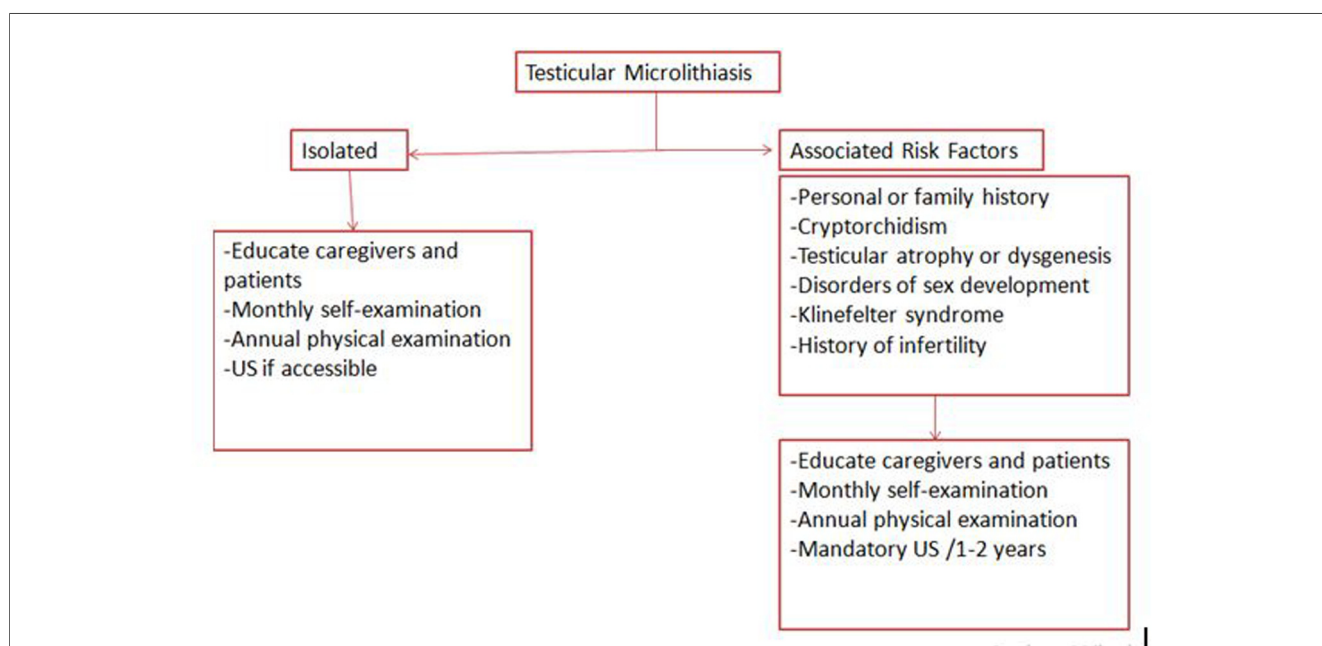 Testicular Microlithiasis
Isolated
Associated Risk Factors
-Educate caregivers and
patients
-Monthly self-examination
-Annual physical examination
-US if accessible
-Personal or family history
-Cryptorchidism
-Testicular atrophy or dysgenesis
-Disorders of sex development
-Klinefelter syndrome
-History of infertility
-Educate caregivers and patients
-Monthly self-examination
-Annual physical examination
-Mandatory US /1-2 years